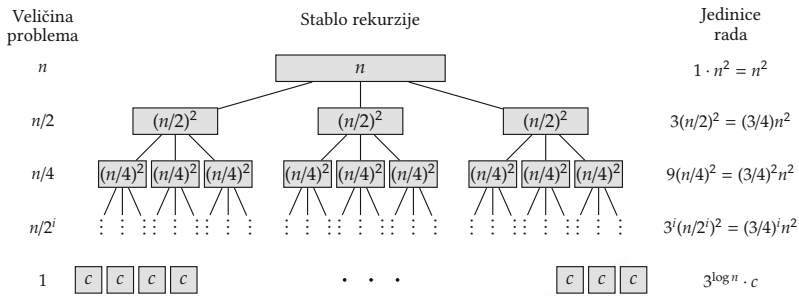 Veličina problema
Stablo rekurzije
Jedinice rada
n
n
1 · n² = n²
n/2
(n/2)² (n/2)² (n/2)²
3(n/2)² = (3/4)n²
n/4
(n/4)² (n/4)² (n/4)² (n/4)² (n/4)² (n/4)² (n/4)² (n/4)² (n/4)²
9(n/4)² = (3/4)²n²
n/2ⁱ
3ⁱ(n/2ⁱ)² = (3/4)ⁱn²
1
c c c c · · · c c c
3^{log n} · c